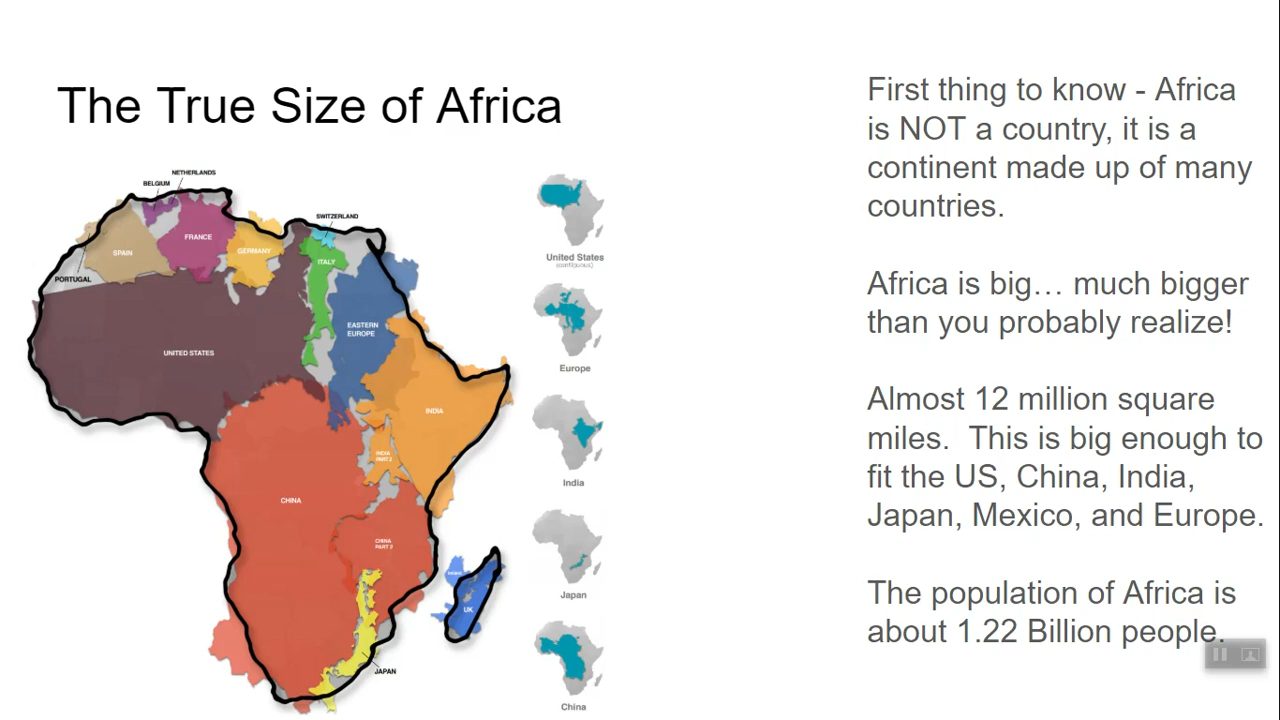 The True Size of Africa
First thing to know - Africa
is NOT a country, it is a
continent made up of many
countries.
Africa is big… much bigger
than you probably realize!
Almost 12 million square
miles.  This is big enough to
fit the US, China, India,
Japan, Mexico, and Europe.
The population of Africa is
about 1.22 Billion people.
NETHERLANDS
BELGIUM
SWITZERLAND
FRANCE
SPAIN
GERMANY
ITALY
PORTUGAL
EASTERN
EUROPE
UNITED STATES
INDIA
INDIA
PART 2
CHINA
CHINA
PART 2
UK
JAPAN
United States
(contiguous)
Europe
India
Japan
China